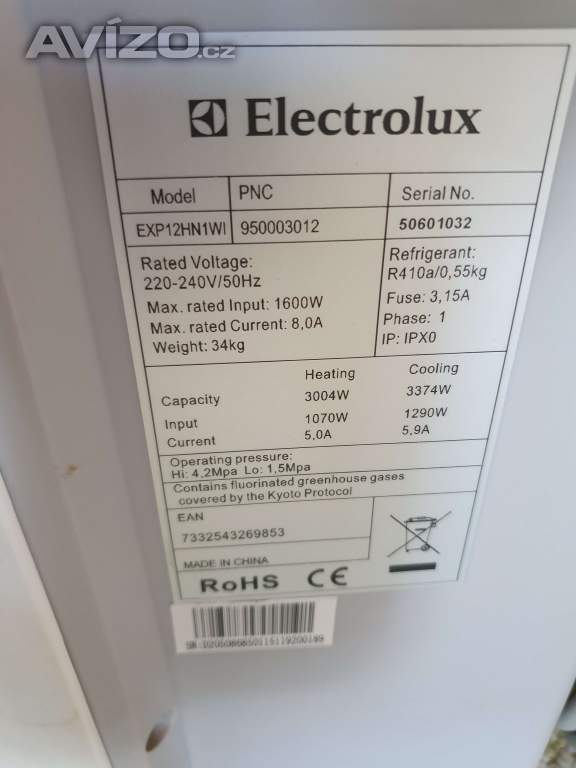 AVÍZO.cz
Electrolux
Model PNC Serial No.
EXP12HN1WI 950003012 50601032
Rated Voltage:
220-240V/50Hz
Max. rated Input: 1600W
Max. rated Current: 8,0A
Weight: 34kg
Refrigerant:
R410a/0,55kg
Fuse: 3,15A
Phase: 1
IP: IPX0
Heating Cooling
Capacity 3004W 3374W
Input 1070W 1290W
Current 5,0A 5,9A
Operating pressure:
Hi: 4,2Mpa Lo: 1,5Mpa
Contains fluorinated greenhouse gases
covered by the Kyoto Protocol
EAN
7332543269853
MADE IN CHINA
RoHS CE